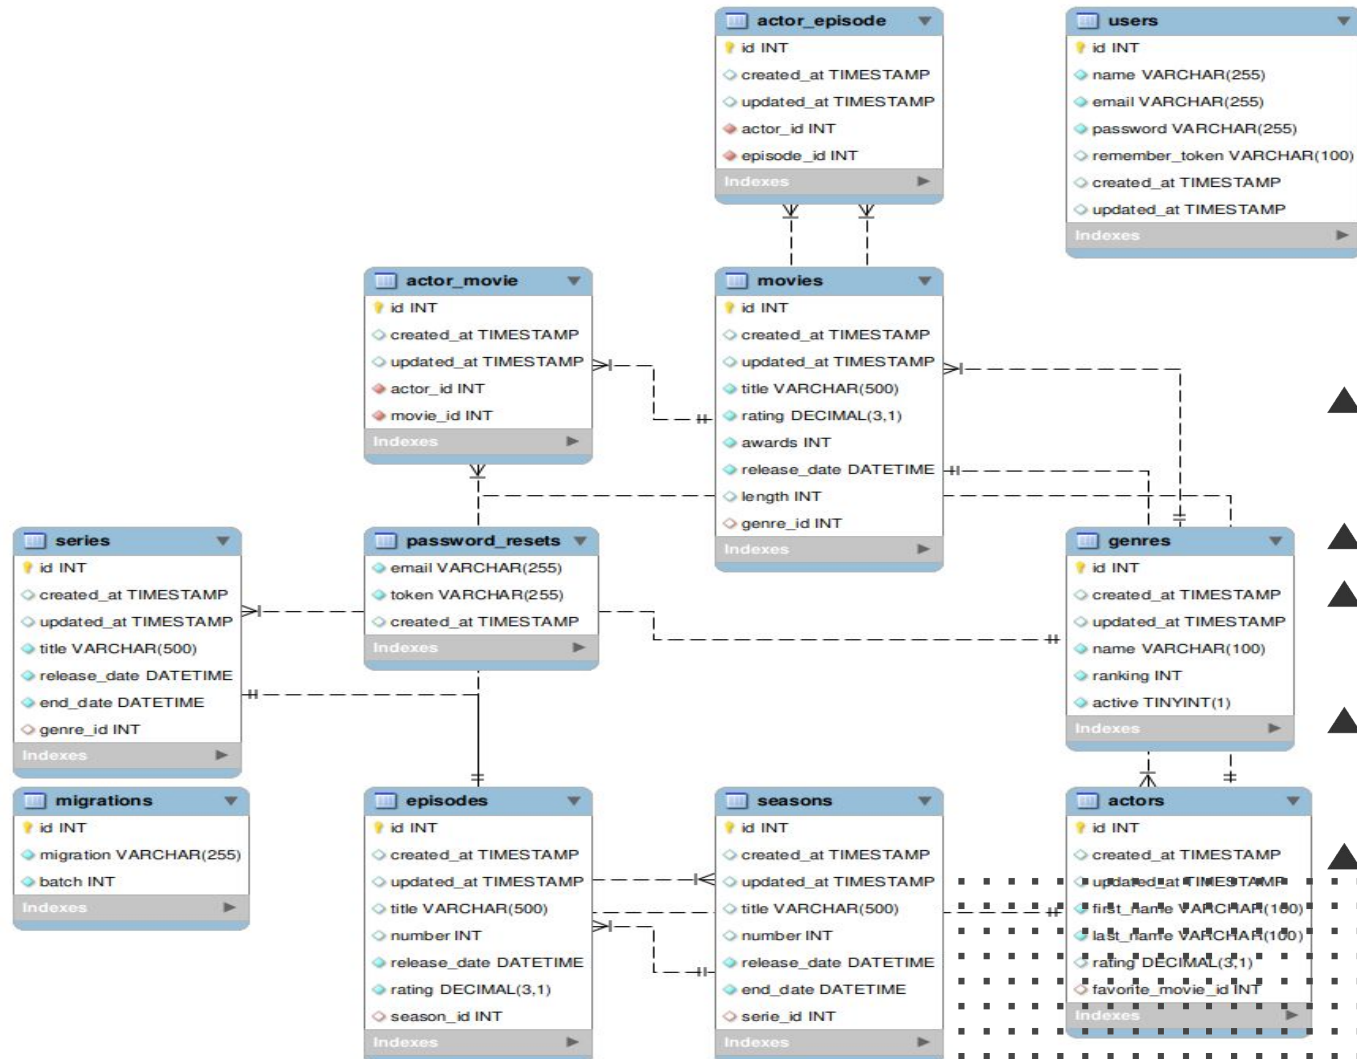 actor_episode
id INT
created_at TIMESTAMP
updated_at TIMESTAMP
actor_id INT
episode_id INT
Indexes
users
id INT
name VARCHAR(255)
email VARCHAR(255)
password VARCHAR(255)
remember_token VARCHAR(100)
created_at TIMESTAMP
updated_at TIMESTAMP
Indexes
actor_movie
id INT
created_at TIMESTAMP
updated_at TIMESTAMP
actor_id INT
movie_id INT
Indexes
movies
id INT
created_at TIMESTAMP
updated_at TIMESTAMP
title VARCHAR(500)
rating DECIMAL(3,1)
awards INT
release_date DATETIME
length INT
genre_id INT
Indexes
series
id INT
created_at TIMESTAMP
updated_at TIMESTAMP
title VARCHAR(500)
release_date DATETIME
end_date DATETIME
genre_id INT
Indexes
password_resets
email VARCHAR(255)
token VARCHAR(255)
created_at TIMESTAMP
Indexes
genres
id INT
created_at TIMESTAMP
updated_at TIMESTAMP
name VARCHAR(100)
ranking INT
active TINYINT(1)
Indexes
migrations
id INT
migration VARCHAR(255)
batch INT
Indexes
episodes
id INT
created_at TIMESTAMP
updated_at TIMESTAMP
title VARCHAR(500)
number INT
release_date DATETIME
rating DECIMAL(3,1)
season_id INT
Indexes
seasons
id INT
created_at TIMESTAMP
updated_at TIMESTAMP
title VARCHAR(500)
number INT
release_date DATETIME
end_date DATETIME
serie_id INT
Indexes
actors
id INT
created_at TIMESTAMP
updated_at TIMESTAMP
first_name VARCHAR(100)
last_name VARCHAR(100)
rating DECIMAL(3,1)
favorite_movie_id INT
Indexes